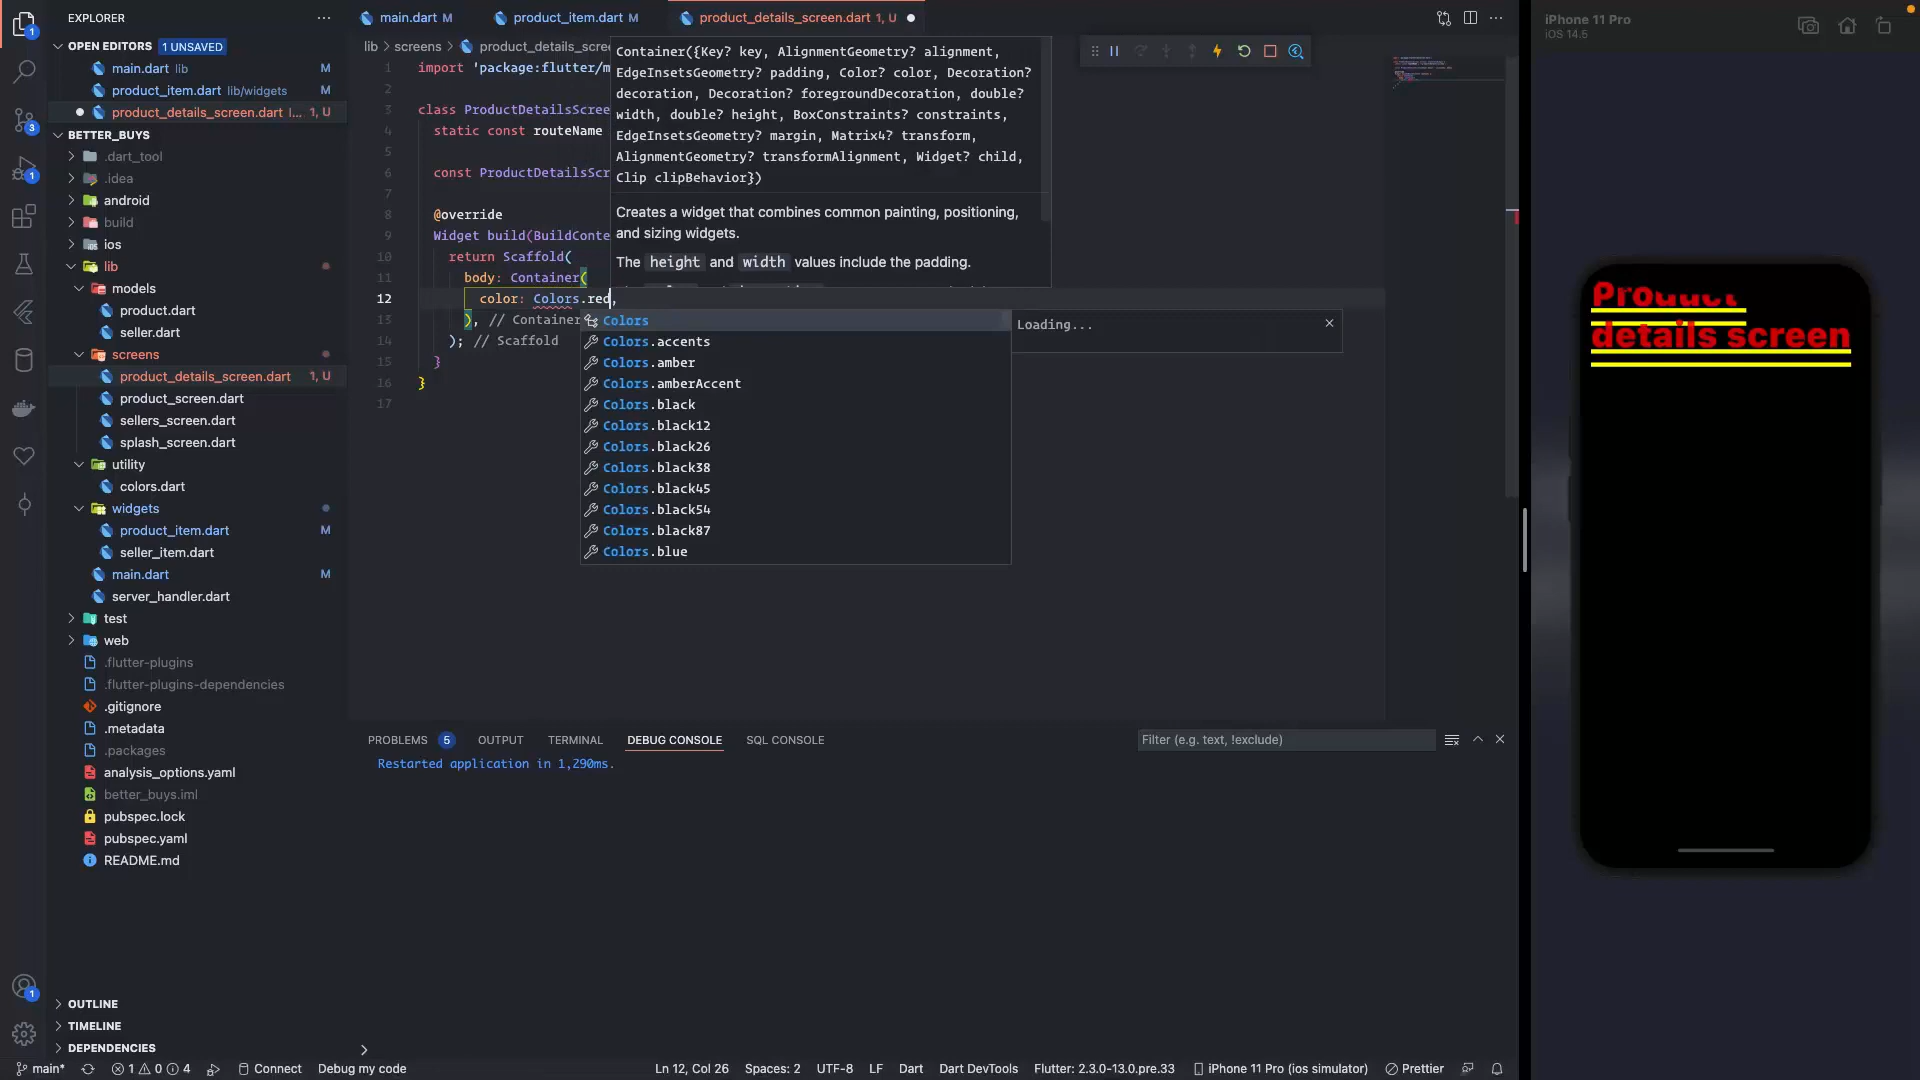 EXPLORER
OPEN EDITORS 1 UNSAVED
main.dart lib M
product_item.dart lib/widgets M
product_details_screen.dart l... 1, U
BETTER_BUYS
.dart_tool
.idea
android
build
ios
lib
models
product.dart
seller.dart
screens
product_details_screen.dart 1, U
product_screen.dart
sellers_screen.dart
splash_screen.dart
utility
colors.dart
widgets
product_item.dart M
seller_item.dart
main.dart M
server_handler.dart
test
web
.flutter-plugins
.flutter-plugins-dependencies
.gitignore
.metadata
.packages
analysis_options.yaml
better_buys.iml
pubspec.lock
pubspec.yaml
README.md
OUTLINE
TIMELINE
DEPENDENCIES
1
3
1
1
main.dart M
product_item.dart M
product_details_screen.dart 1, U
lib > screens > product_details_scree
1 import 'package:flutter/m
2
3 class ProductDetailsScree
4 static const routeName
5
6 const ProductDetailsScr
7
8 @override
9 Widget build(BuildConte
10 return Scaffold(
11 body: Container(
12 color: Colors.red,
13 ), // Container
14 ); // Scaffold
15 }
16 }
17
Container({Key? key, AlignmentGeometry? alignment,
EdgeInsetsGeometry? padding, Color? color, Decoration?
decoration, Decoration? foregroundDecoration, double?
width, double? height, BoxConstraints? constraints,
EdgeInsetsGeometry? margin, Matrix4? transform,
AlignmentGeometry? transformAlignment, Widget? child,
Clip clipBehavior})
Creates a widget that combines common painting, positioning,
and sizing widgets.
The height and width values include the padding.
Colors
Colors.accents
Colors.amber
Colors.amberAccent
Colors.black
Colors.black12
Colors.black26
Colors.black38
Colors.black45
Colors.black54
Colors.black87
Colors.blue
Loading...
PROBLEMS 5 OUTPUT TERMINAL DEBUG CONSOLE SQL CONSOLE
Filter (e.g. text, !exclude)
Restarted application in 1,290ms.
main* 1 0 4 Connect Debug my code
Ln 12, Col 26 Spaces: 2 UTF-8 LF Dart Dart DevTools Flutter: 2.3.0-13.0.pre.33 iPhone 11 Pro (ios simulator) Prettier
iPhone 11 Pro
iOS 14.5
Product
details screen